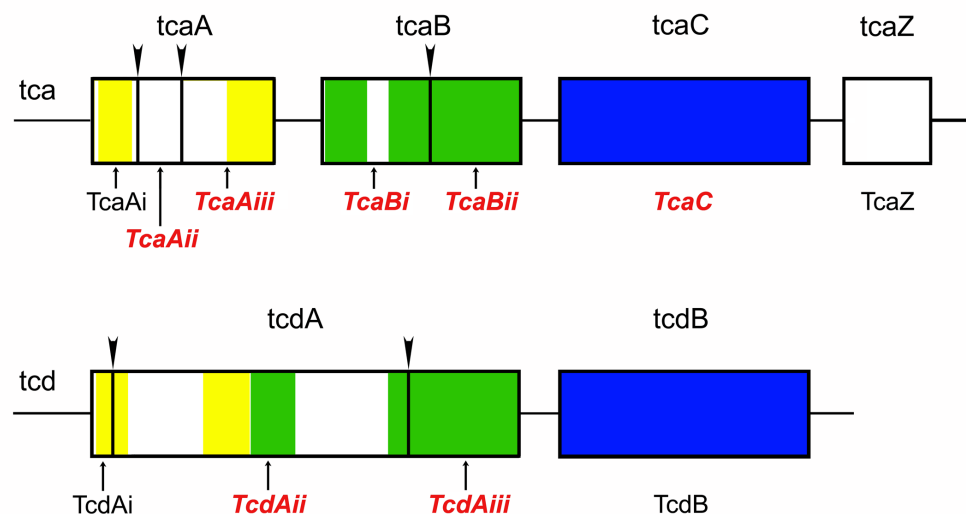 tcaA tcaB tcaC tcaZ
tca
TcaAi TcaAiii TcaBi TcaBii TcaC TcaZ
TcaAii
tcdA tcdB
tcd
TcdAi TcdAii TcdAiii TcdB